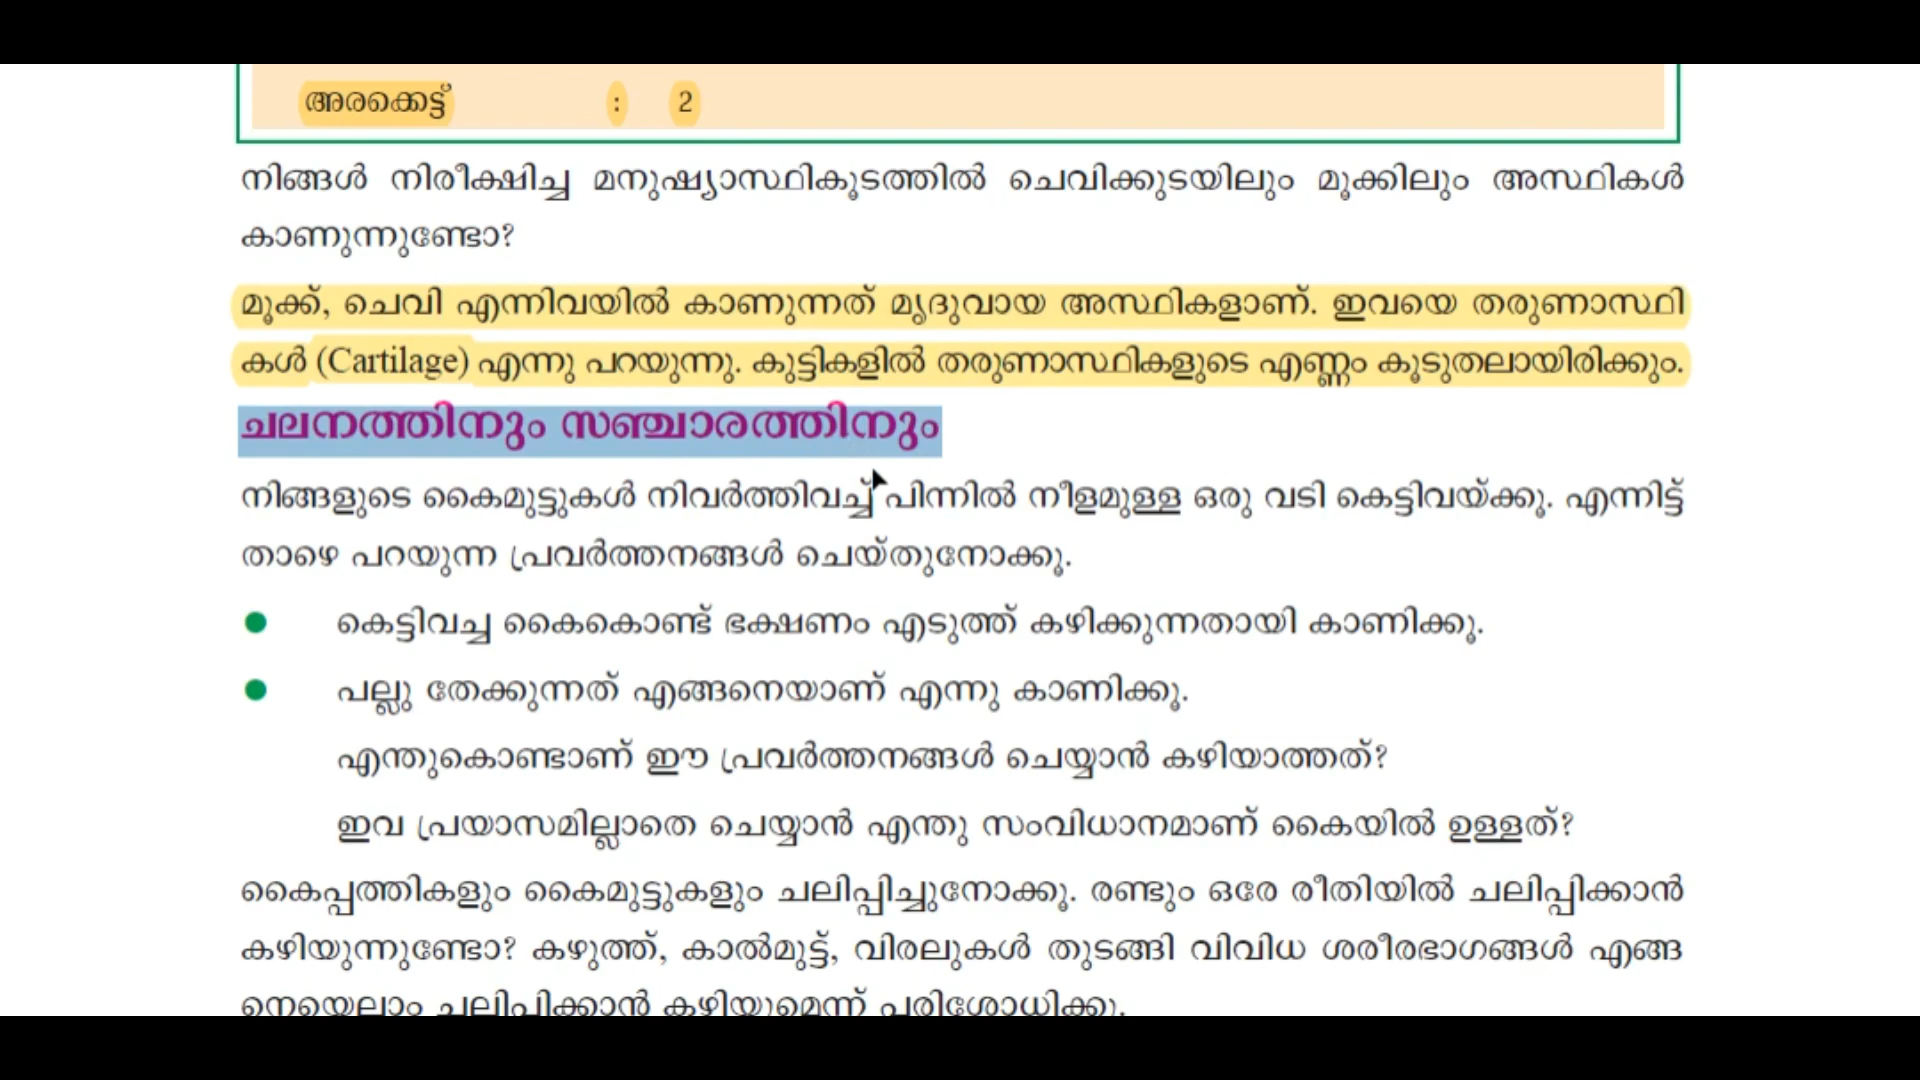 അരക്കെട്ട് : 2
നിങ്ങൾ നിരീക്ഷിച്ച മനുഷ്യാസ്ഥികൂടത്തിൽ ചെവിക്കുടയിലും മൂക്കിലും അസ്ഥികൾ
കാണുന്നുണ്ടോ?
മൂക്ക്, ചെവി എന്നിവയിൽ കാണുന്നത് മൃദുവായ അസ്ഥികളാണ്. ഇവയെ തരുണാസ്ഥി
കൾ (Cartilage) എന്നു പറയുന്നു. കുട്ടികളിൽ തരുണാസ്ഥികളുടെ എണ്ണം കൂടുതലായിരിക്കും.
ചലനത്തിനും സഞ്ചാരത്തിനും
നിങ്ങളുടെ കൈമുട്ടുകൾ നിവർത്തിവച്ച് പിന്നിൽ നീളമുള്ള ഒരു വടി കെട്ടിവയ്ക്കൂ. എന്നിട്ട്
താഴെ പറയുന്ന പ്രവർത്തനങ്ങൾ ചെയ്തുനോക്കൂ.
● കെട്ടിവച്ച കൈകൊണ്ട് ഭക്ഷണം എടുത്ത് കഴിക്കുന്നതായി കാണിക്കൂ.
● പല്ലു തേക്കുന്നത് എങ്ങനെയാണ് എന്നു കാണിക്കൂ.
എന്തുകൊണ്ടാണ് ഈ പ്രവർത്തനങ്ങൾ ചെയ്യാൻ കഴിയാത്തത്?
ഇവ പ്രയാസമില്ലാതെ ചെയ്യാൻ എന്തു സംവിധാനമാണ് കൈയിൽ ഉള്ളത്?
കൈപ്പത്തികളും കൈമുട്ടുകളും ചലിപ്പിച്ചുനോക്കൂ. രണ്ടും ഒരേ രീതിയിൽ ചലിപ്പിക്കാൻ
കഴിയുന്നുണ്ടോ? കഴുത്ത്, കാൽമുട്ട്, വിരലുകൾ തുടങ്ങി വിവിധ ശരീരഭാഗങ്ങൾ എങ്ങ
നെയെല്ലാം ചലിപ്പിക്കാൻ കഴിയുമെന്ന് പരിശോധിക്കൂ.